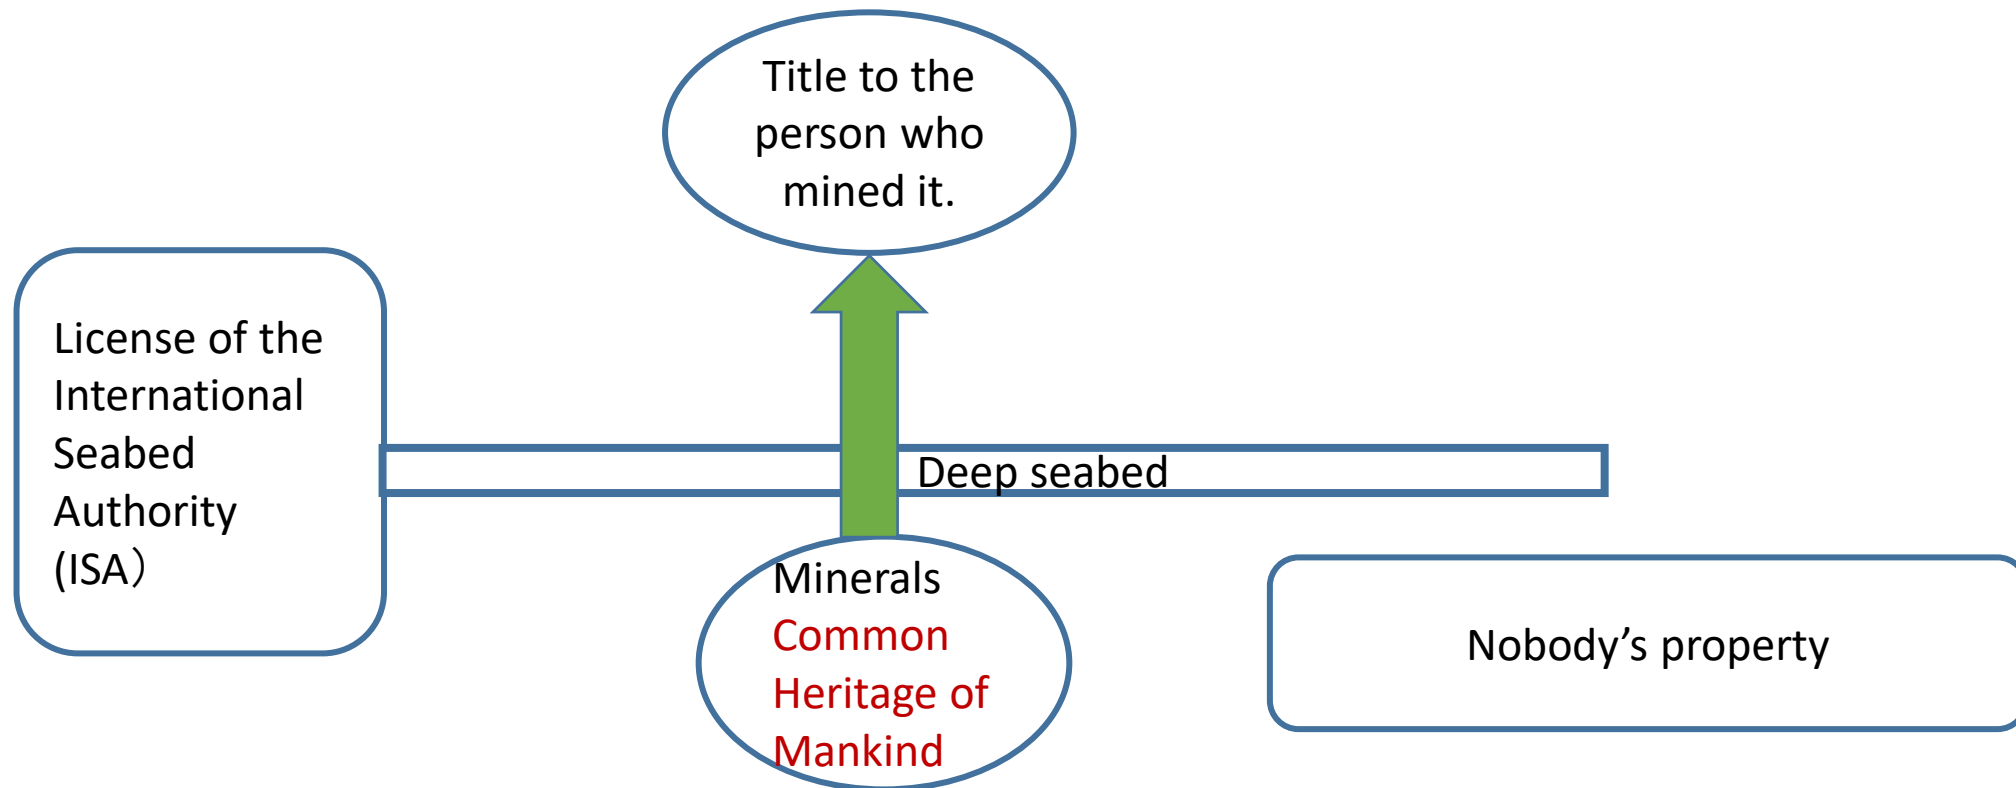 Title to the
person who
mined it.
License of the
International
Seabed
Authority
(ISA）
Deep seabed
Minerals
Common
Heritage of
Mankind
Nobody’s property